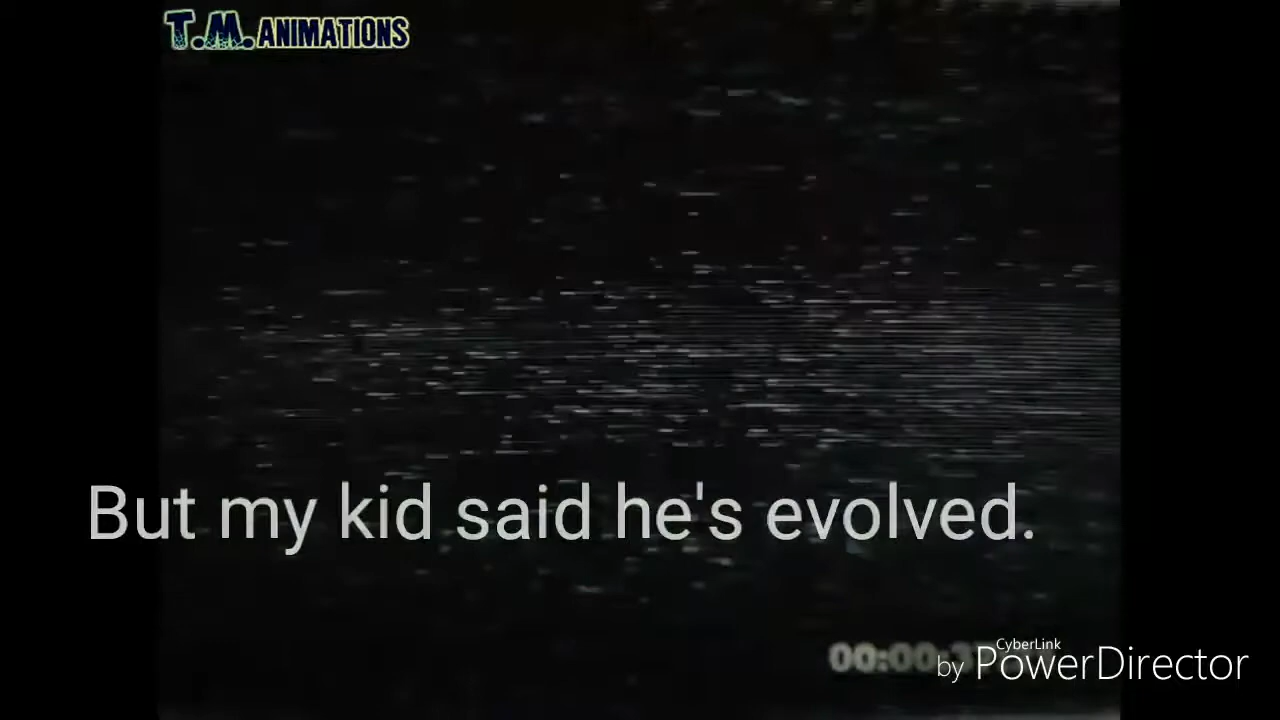 T.M. ANIMATIONS
But my kid said he's evolved.
CyberLink
by PowerDirector